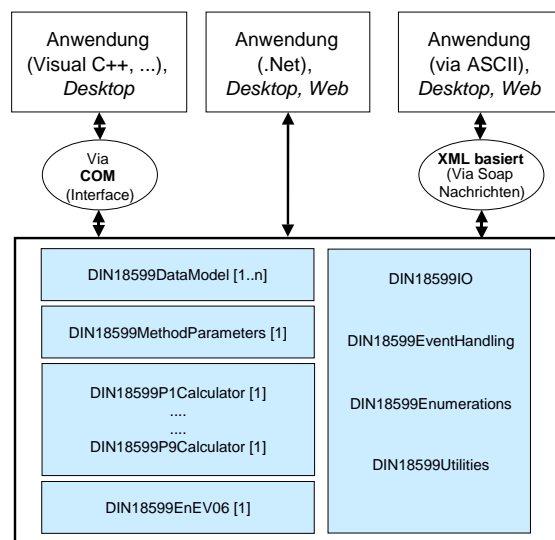 Anwendung
(Visual C++, ...),
Desktop
Anwendung
(.Net),
Desktop, Web
Anwendung
(via ASCII),
Desktop, Web
Via
COM
(Interface)
XML basiert
(Via Soap
Nachrichten)
DIN18599DataModel [1..n]
DIN18599MethodParameters [1]
DIN18599P1Calculator [1]
....
....
DIN18599P9Calculator [1]
DIN18599EnEV06 [1]
DIN18599IO
DIN18599EventHandling
DIN18599Enumerations
DIN18599Utilities